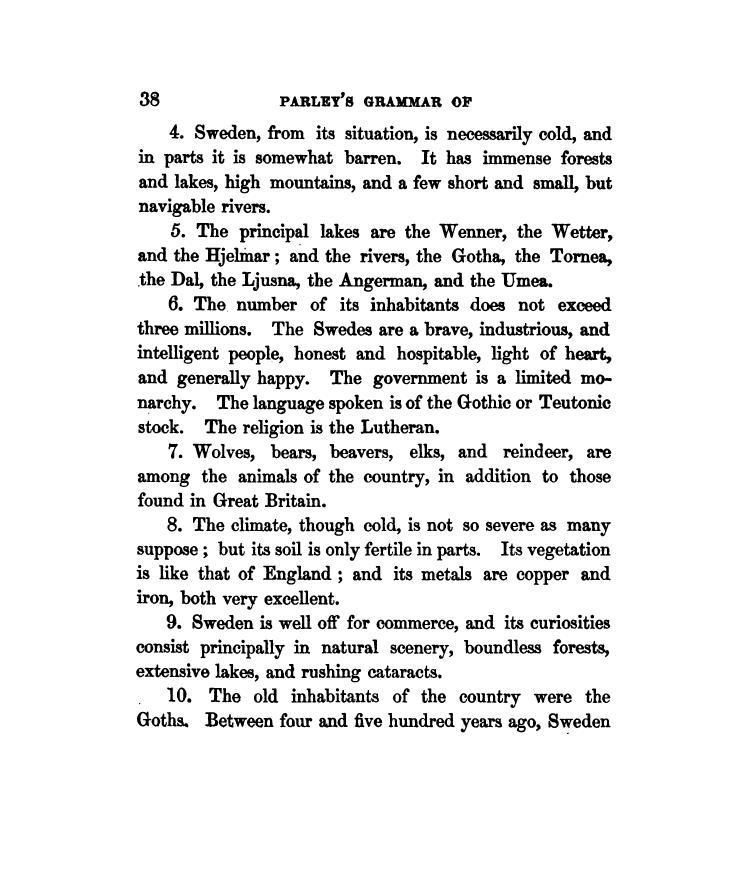 38 PARLEY'S GRAMMAR OF
4. Sweden, from its situation, is necessarily cold, and
in parts it is somewhat barren. It has immense forests
and lakes, high mountains, and a few short and small, but
navigable rivers.
5. The principal lakes are the Wenner, the Wetter,
and the Hjelmar ; and the rivers, the Gotha, the Tornea,
the Dal, the Ljusna, the Angerman, and the Umea.
6. The number of its inhabitants does not exceed
three millions. The Swedes are a brave, industrious, and
intelligent people, honest and hospitable, light of heart,
and generally happy. The government is a limited mo-
narchy. The language spoken is of the Gothic or Teutonic
stock. The religion is the Lutheran.
7. Wolves, bears, beavers, elks, and reindeer, are
among the animals of the country, in addition to those
found in Great Britain.
8. The climate, though cold, is not so severe as many
suppose ; but its soil is only fertile in parts. Its vegetation
is like that of England ; and its metals are copper and
iron, both very excellent.
9. Sweden is well off for commerce, and its curiosities
consist principally in natural scenery, boundless forests,
extensive lakes, and rushing cataracts.
10. The old inhabitants of the country were the
Goths. Between four and five hundred years ago, Sweden